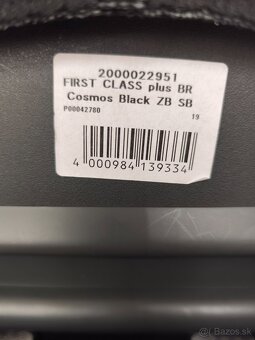 2000022951
FIRST CLASS plus BR
Cosmos Black ZB SB
P00042780
19
4 000984 139334
Bazos.sk